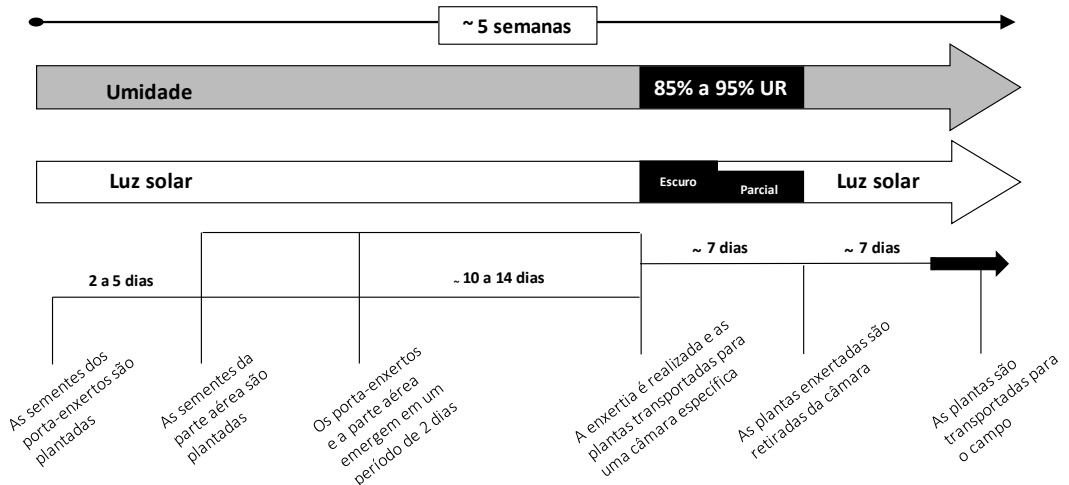 ~ 5 semanas
Umidade
85% a 95% UR
Luz solar
Escuro
Parcial
Luz solar
2 a 5 dias
~ 10 a 14 dias
~ 7 dias
~ 7 dias
As sementes dos
porta-enxertos são
plantadas
As sementes da
parte aérea são
plantadas
Os porta-enxertos
e a parte aérea
emergem em um
período de 2 dias
A enxertia é realizada e as
plantas transportadas para
uma câmara específica
As plantas enxertadas são
retiradas da câmara
As plantas são
transportadas para
o campo